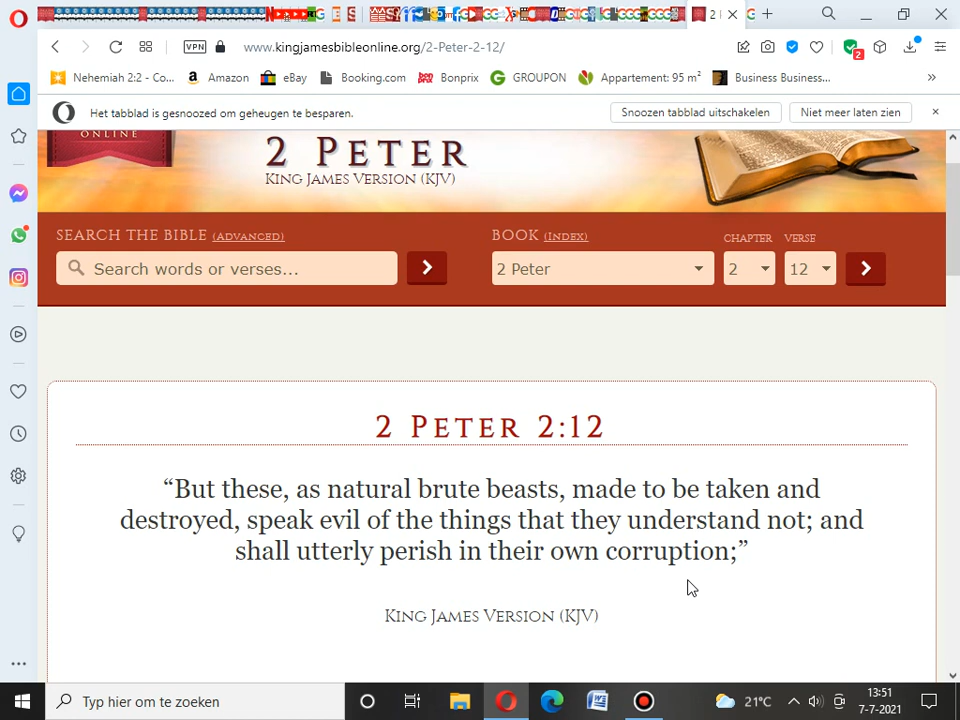 2
VPN www.kingjamesbibleonline.org/2-Peter-2-12/
2
Nehemiah 2:2 - Co... Amazon eBay Booking.com Bonprix GROUPON Appartement: 95 m² Business Business... »
Het tabblad is gesnoozed om geheugen te besparen. Snoozen tabblad uitschakelen Niet meer laten zien
ONLINE
2 Peter
King James Version (KJV)
SEARCH THE BIBLE (ADVANCED) BOOK (INDEX) CHAPTER VERSE
Search words or verses... 2 Peter 2 12
2 Peter 2:12
“But these, as natural brute beasts, made to be taken and
destroyed, speak evil of the things that they understand not; and
shall utterly perish in their own corruption;”
King James Version (KJV)
Typ hier om te zoeken 21°C 13:51
7-7-2021